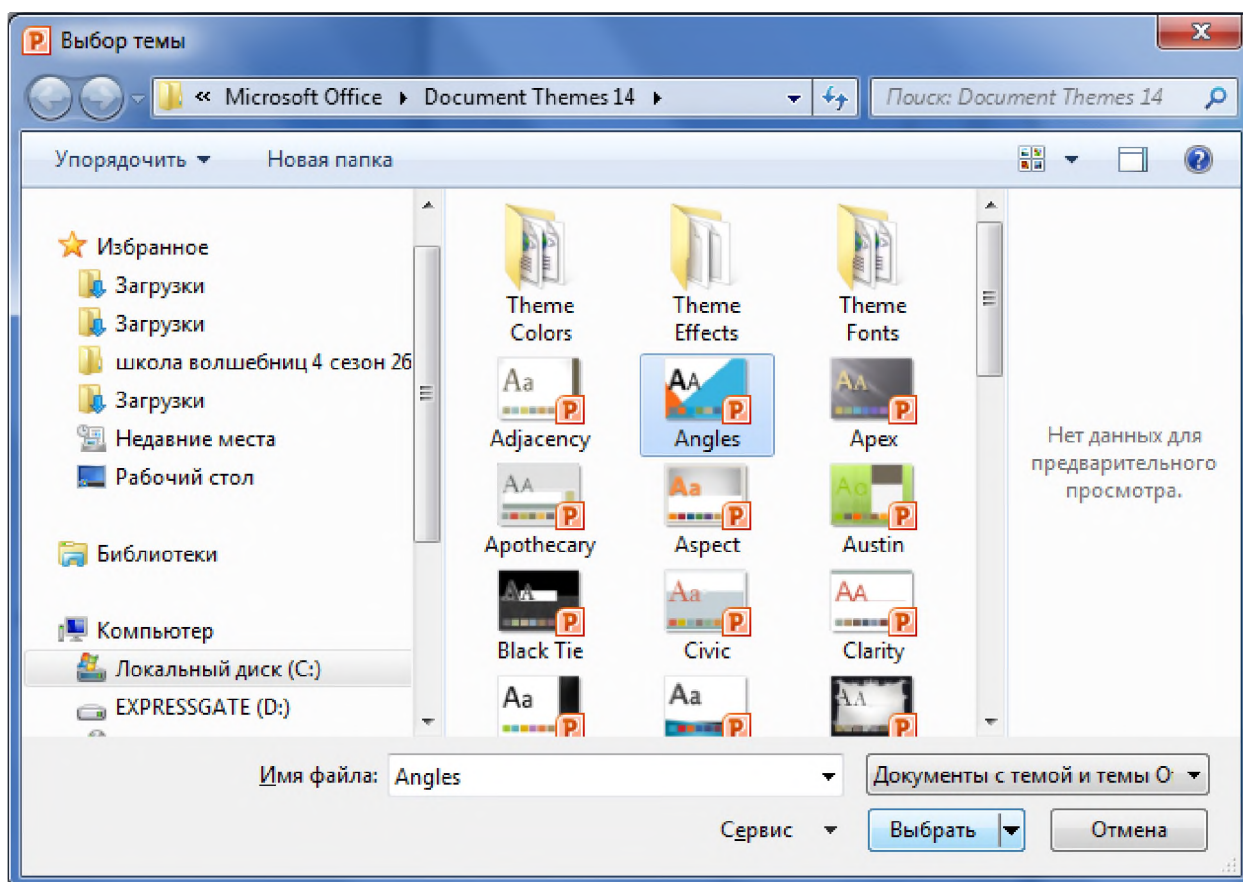 Выбор темы
« Microsoft Office Document Themes 14
Поиск: Document Themes 14
Упорядочить
Новая папка
Избранное
Загрузки
Загрузки
школа волшебниц 4 сезон 26
Загрузки
Недавние места
Рабочий стол
Библиотеки
Компьютер
Локальный диск (C:)
EXPRESSGATE (D:)
Theme
Colors
Theme
Effects
Theme
Fonts
Adjacency
Angles
Apex
Apothecary
Aspect
Austin
Black Tie
Civic
Clarity
Нет данных для
предварительного
просмотра.
Имя файла: Angles
Документы с темой и темы O
Сервис
Выбрать
Отмена